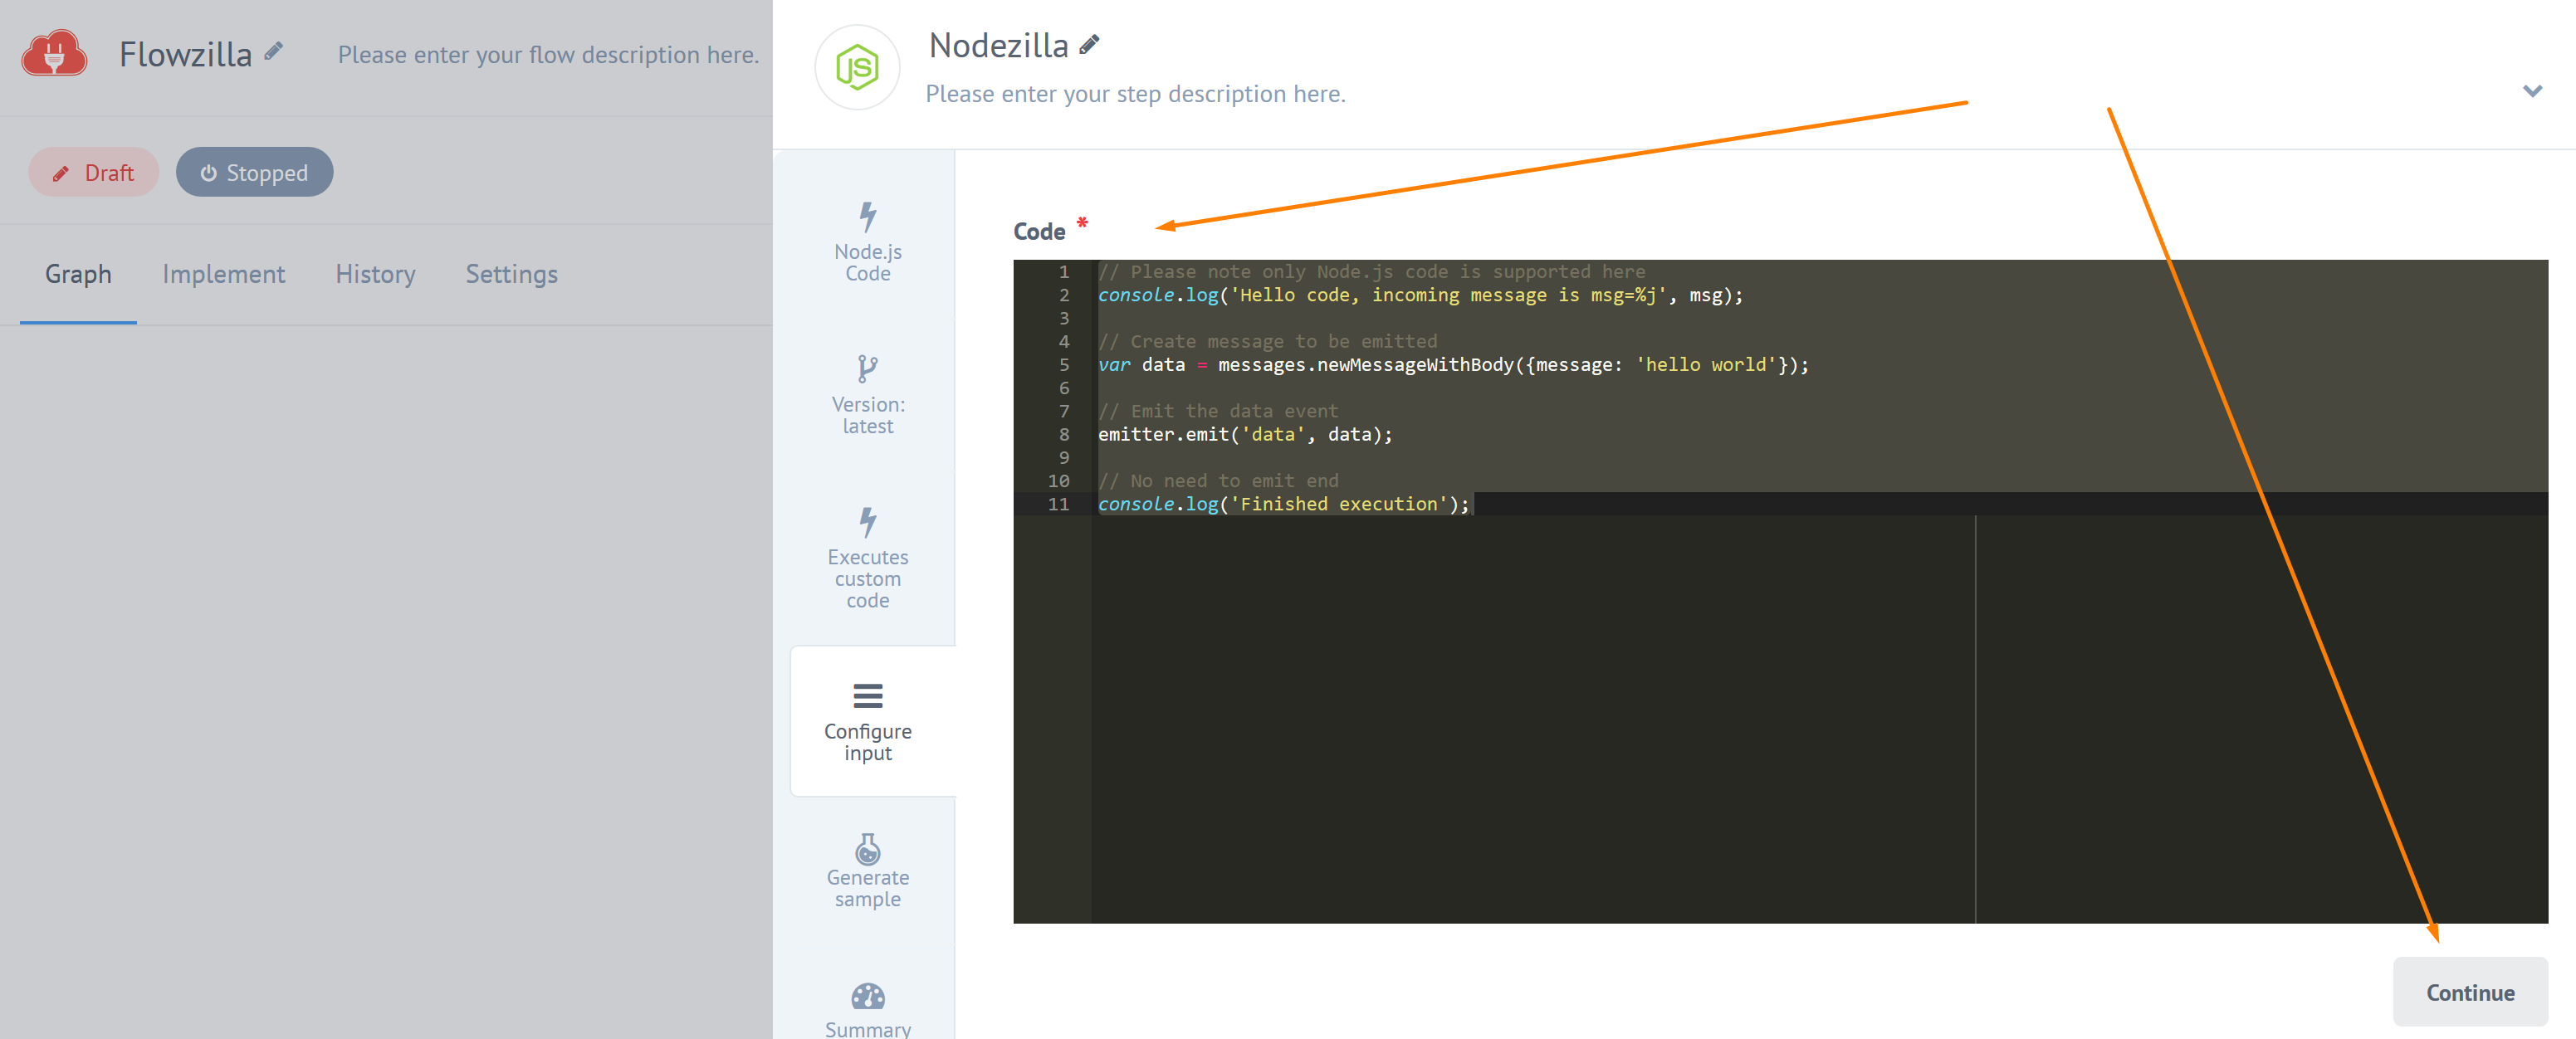 Flowzilla
Please enter your flow description here.
Draft
Stopped
Graph
Implement
History
Settings
JS
Nodezilla
Please enter your step description here.
Node.js
Code
Version:
latest
Executes
custom
code
Configure
input
Generate
sample
Summary
Code *
1 // Please note only Node.js code is supported here
2 console.log('Hello code, incoming message is msg=%j', msg);
3
4 // Create message to be emitted
5 var data = messages.newMessageWithBody({message: 'hello world'});
6
7 // Emit the data event
8 emitter.emit('data', data);
9
10 // No need to emit end
11 console.log('Finished execution');
Continue